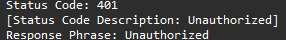 Status Code: 401
[Status Code Description: Unauthorized]
Response Phrase: Unauthorized